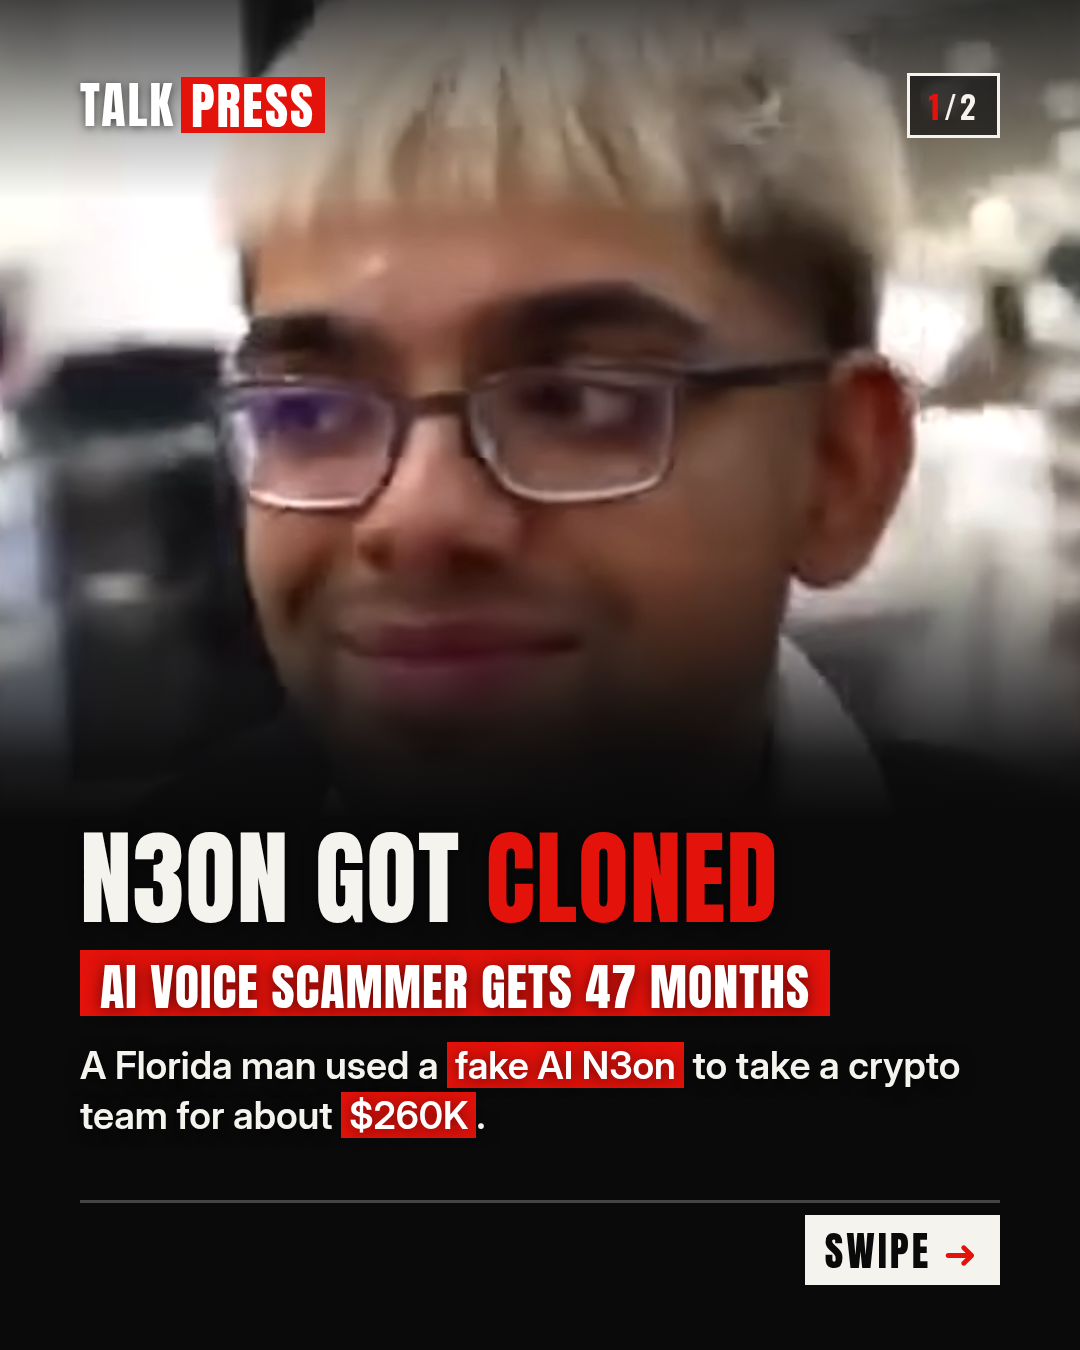 TALK PRESS
1/2
N3ON GOT CLONED
AI VOICE SCAMMER GETS 47 MONTHS
A Florida man used a fake AI N3on to take a crypto
team for about $260K.
SWIPE →